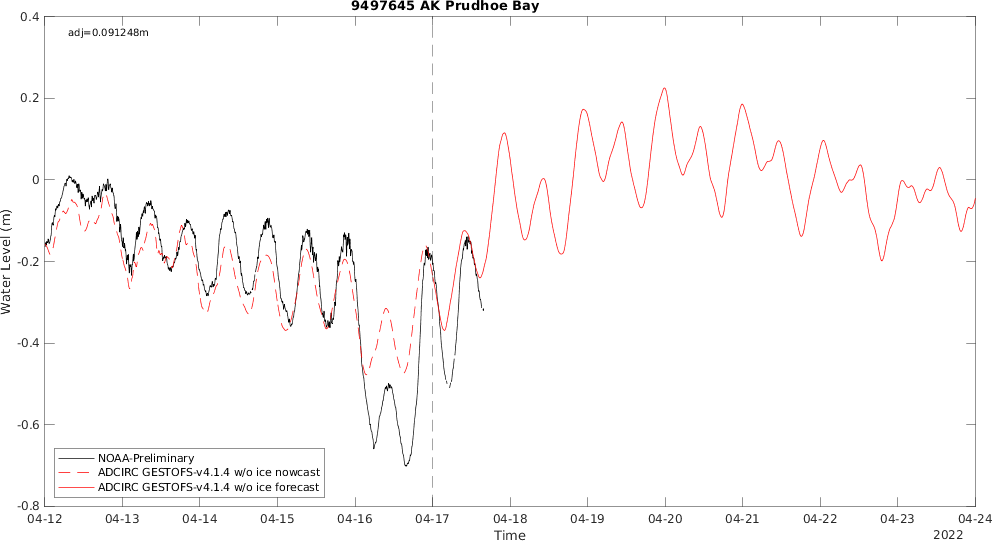 9497645 AK Prudhoe Bay
adj=0.091248m
0.4
0.2
0
-0.2
-0.4
-0.6
-0.8
Water Level (m)
NOAA-Preliminary
ADCIRC GESTOFS-v4.1.4 w/o ice nowcast
ADCIRC GESTOFS-v4.1.4 w/o ice forecast
04-12 04-13 04-14 04-15 04-16 04-17 04-18 04-19 04-20 04-21 04-22 04-23 04-24
Time
2022